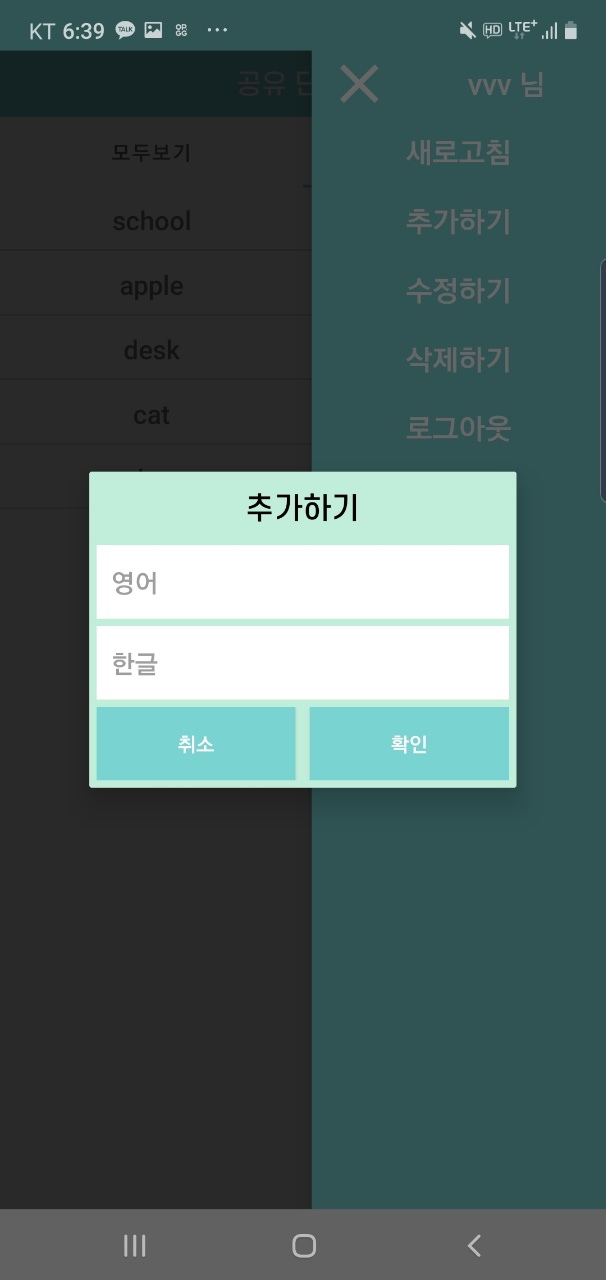 KT 6:39 TALK OP.GG ... HD LTE+
공유 단
vvv 님
모두보기
새로고침
school
추가하기
apple
수정하기
desk
삭제하기
cat
로그아웃
추가하기
영어
한글
취소 확인